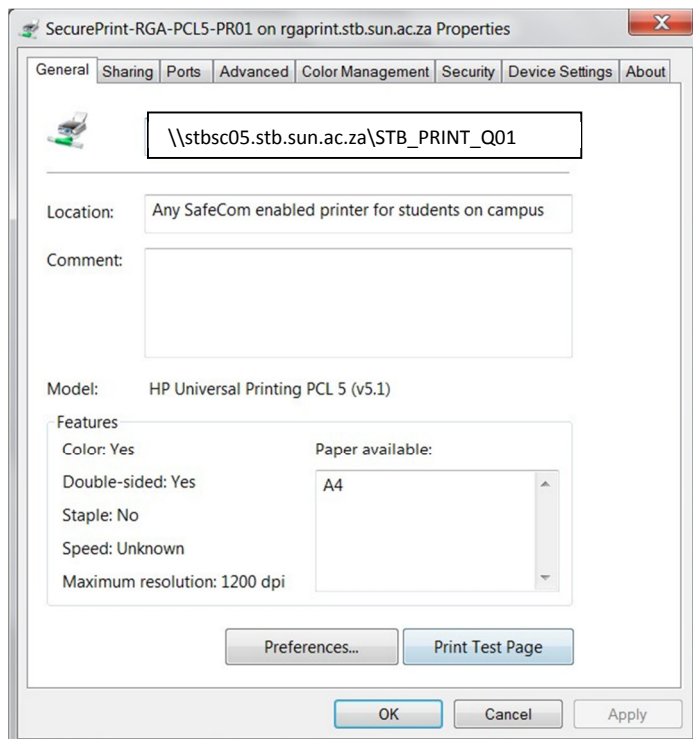 SecurePrint-RGA-PCL5-PR01 on rgaprint.stb.sun.ac.za Properties
X
General Sharing Ports Advanced Color Management Security Device Settings About
\\stbsc05.stb.sun.ac.za\STB_PRINT_Q01
Location: Any SafeCom enabled printer for students on campus
Comment:
Model: HP Universal Printing PCL 5 (v5.1)
Features
Color: Yes Paper available:
Double-sided: Yes A4
Staple: No
Speed: Unknown
Maximum resolution: 1200 dpi
Preferences... Print Test Page
OK Cancel Apply